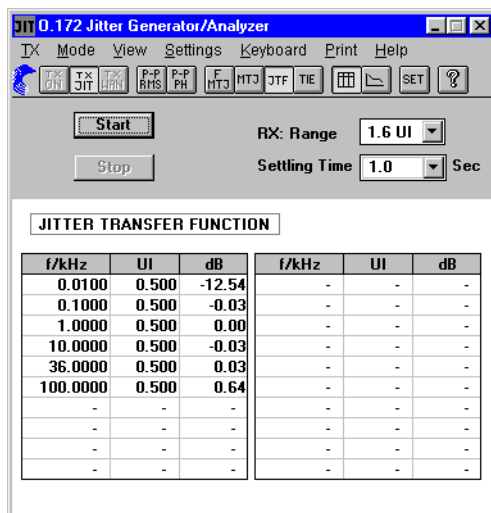 JIT O.172 Jitter Generator/Analyzer
TX Mode View Settings Keyboard Print Help
TX ON TX JIT TX WAN P-P RMS P-P PH F MTJ MTJ JTF TIE SET ?
Start RX: Range 1.6 UI
Stop Settling Time 1.0 Sec
JITTER TRANSFER FUNCTION
f/kHz UI dB f/kHz UI dB
0.0100 0.500 -12.54 - - -
0.1000 0.500 -0.03 - - -
1.0000 0.500 0.00 - - -
10.0000 0.500 -0.03 - - -
36.0000 0.500 0.03 - - -
100.0000 0.500 0.64 - - -
- - - - - -
- - - - - -
- - - - - -
- - - - - -